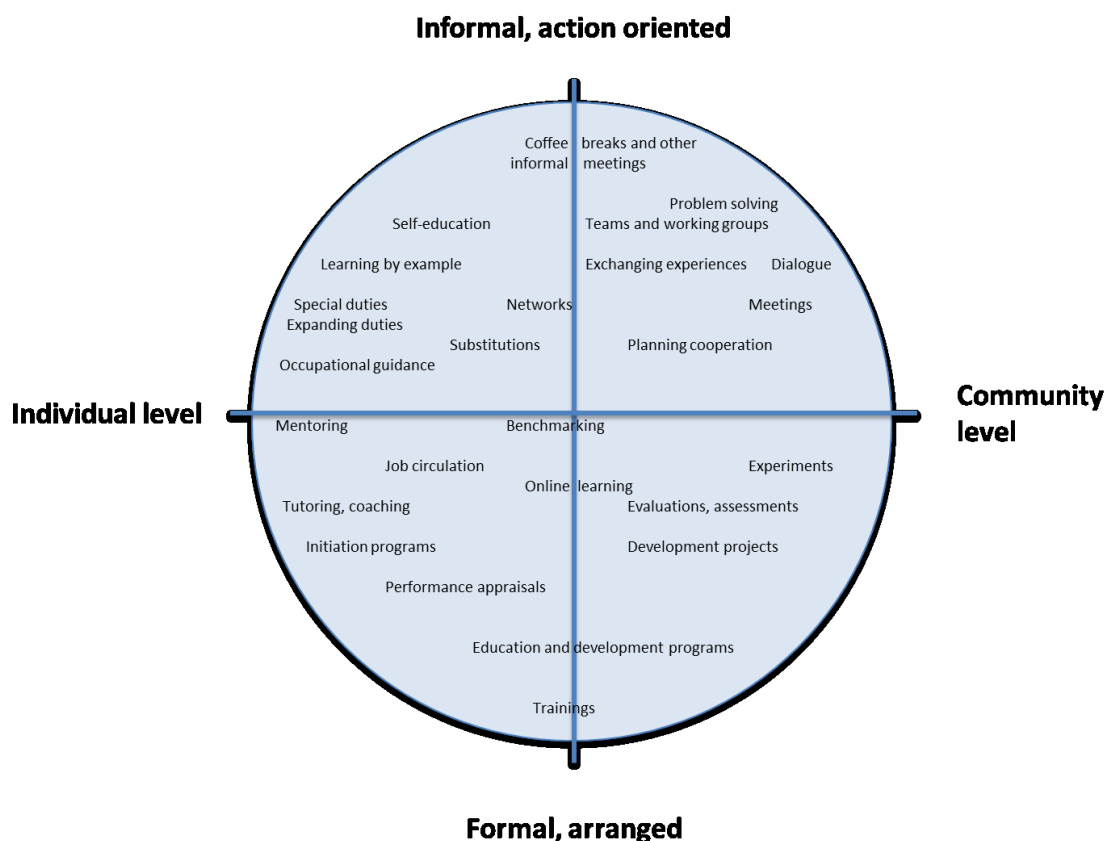 Informal, action oriented
Coffee breaks and other
informal meetings
Problem solving
Self-education
Teams and working groups
Learning by example
Exchanging experiences
Dialogue
Special duties
Networks
Meetings
Expanding duties
Substitutions
Planning cooperation
Occupational guidance
Individual level
Community
level
Mentoring
Benchmarking
Job circulation
Experiments
Online learning
Tutoring, coaching
Evaluations, assessments
Initiation programs
Development projects
Performance appraisals
Education and development programs
Trainings
Formal, arranged